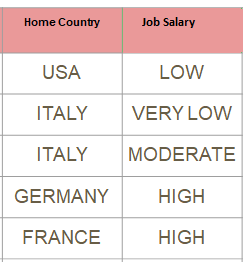 Home Country Job Salary
USA LOW
ITALY VERY LOW
ITALY MODERATE
GERMANY HIGH
FRANCE HIGH